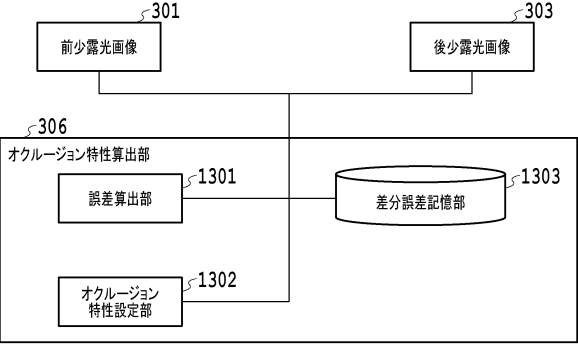 301
前少露光画像
303
後少露光画像
306
オクルージョン特性算出部
1301
誤差算出部
1303
差分誤差記憶部
1302
オクルージョン
特性設定部